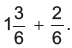 1 3/6 + 2/6.